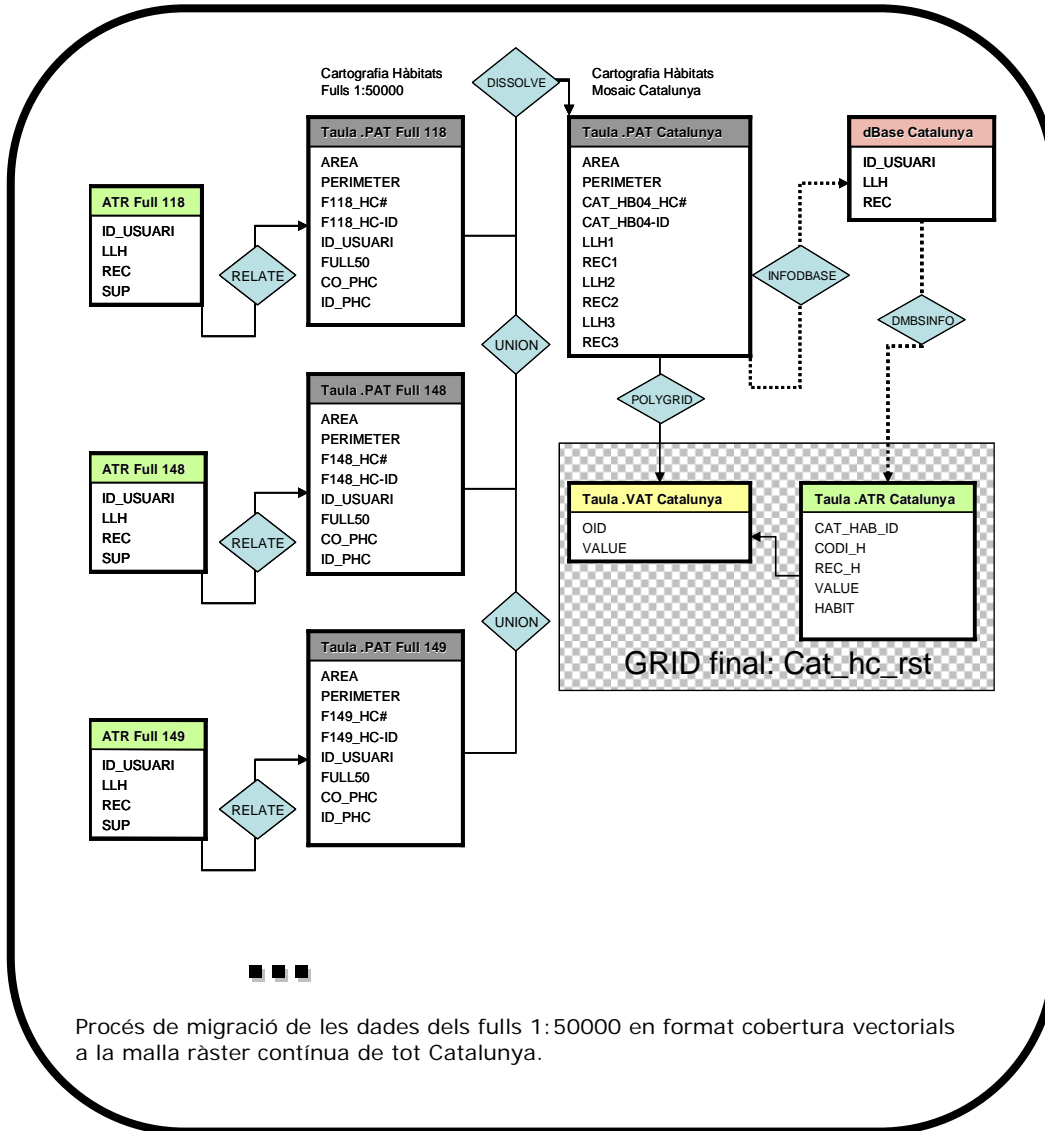 Cartografia Hàbitats
Fulls 1:50000
DISSOLVE
Cartografia Hàbitats
Mosaic Catalunya
ATR Full 118
ID_USUARI
LLH
REC
SUP
RELATE
Taula .PAT Full 118
AREA
PERIMETER
F118_HC#
F118_HC-ID
ID_USUARI
FULL50
CO_PHC
ID_PHC
UNION
Taula .PAT Catalunya
AREA
PERIMETER
CAT_HB04_HC#
CAT_HB04-ID
LLH1
REC1
LLH2
REC2
LLH3
REC3
INFODBASE
dBase Catalunya
ID_USUARI
LLH
REC
DMBSINFO
POLYGRID
ATR Full 148
ID_USUARI
LLH
REC
SUP
RELATE
Taula .PAT Full 148
AREA
PERIMETER
F148_HC#
F148_HC-ID
ID_USUARI
FULL50
CO_PHC
ID_PHC
UNION
Taula .VAT Catalunya
OID
VALUE
Taula .ATR Catalunya
CAT_HAB_ID
CODI_H
REC_H
VALUE
HABIT
GRID final: Cat_hc_rst
ATR Full 149
ID_USUARI
LLH
REC
SUP
RELATE
Taula .PAT Full 149
AREA
PERIMETER
F149_HC#
F149_HC-ID
ID_USUARI
FULL50
CO_PHC
ID_PHC
...
Procés de migració de les dades dels fulls 1:50000 en format cobertura vectorials
a la malla ràster contínua de tot Catalunya.